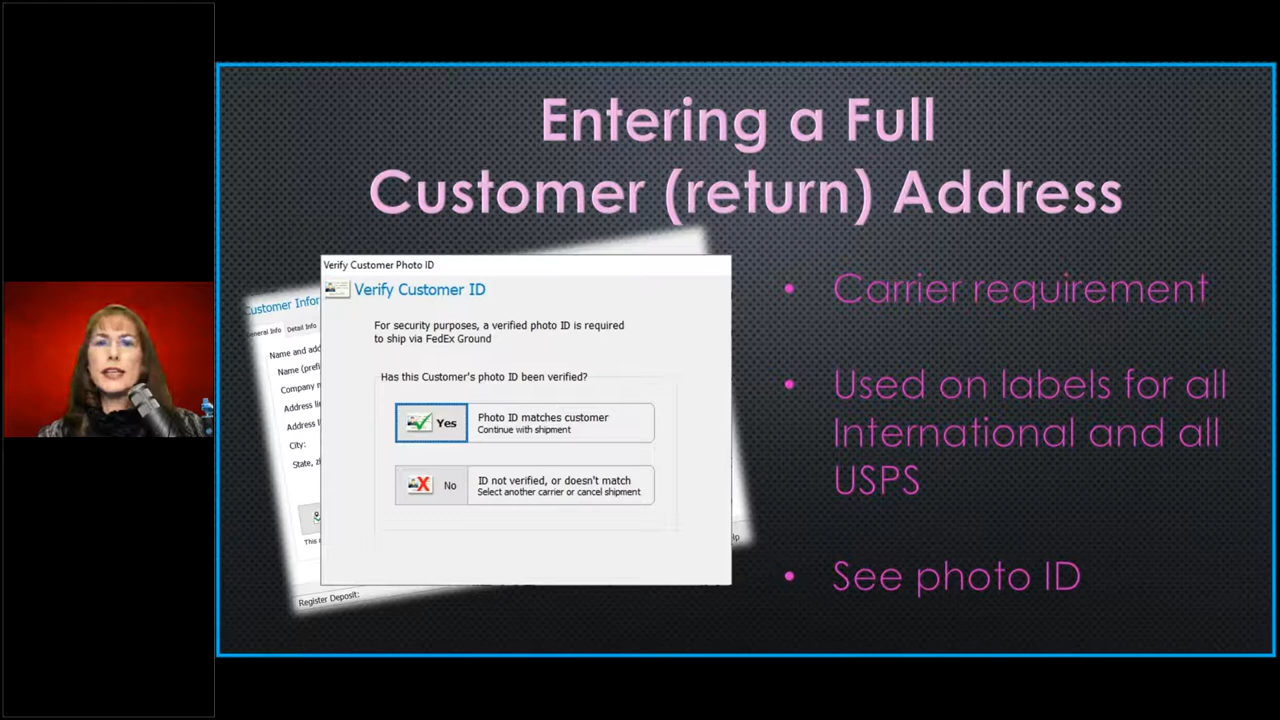 Entering a Full
Customer (return) Address
Verify Customer Photo ID
Verify Customer ID
For security purposes, a verified photo ID is required
to ship via FedEx Ground
Has this Customer's photo ID been verified?
Yes
Photo ID matches customer
Continue with shipment
No
ID not verified, or doesn't match
Select another carrier or cancel shipment
Customer Infor
General Info Detail Info
Name and add
Name (prefi
Company n
Address li
Address l
City:
State, z
This
Register Deposit:
lp
• Carrier requirement
• Used on labels for all
International and all
USPS
• See photo ID